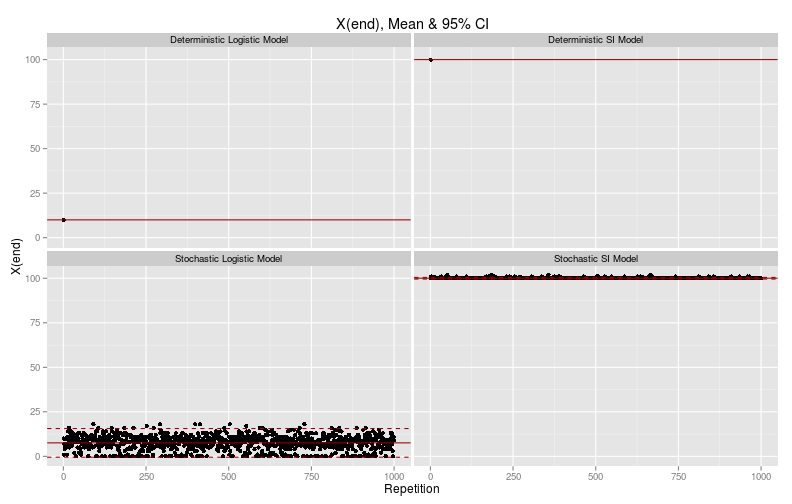 X(end), Mean & 95% CI
Deterministic Logistic Model
Deterministic SI Model
100
75
50
25
0
X(end)
Stochastic Logistic Model
Stochastic SI Model
100
75
50
25
0
0 250 500 750 1000
0 250 500 750 1000
Repetition